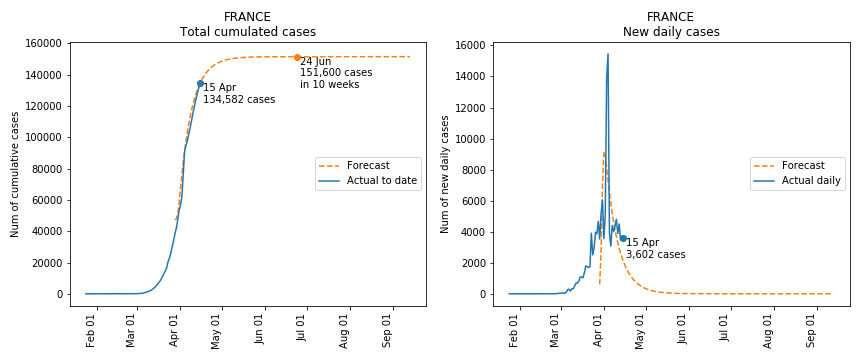 FRANCE
Total cumulated cases
Num of cumulative cases
160000
140000
120000
100000
80000
60000
40000
20000
0
24 Jun
151,600 cases
in 10 weeks
15 Apr
134,582 cases
Forecast
Actual to date
Feb 01
Mar 01
Apr 01
May 01
Jun 01
Jul 01
Aug 01
Sep 01
FRANCE
New daily cases
Num of new daily cases
16000
14000
12000
10000
8000
6000
4000
2000
0
Forecast
Actual daily
15 Apr
3,602 cases
Feb 01
Mar 01
Apr 01
May 01
Jun 01
Jul 01
Aug 01
Sep 01